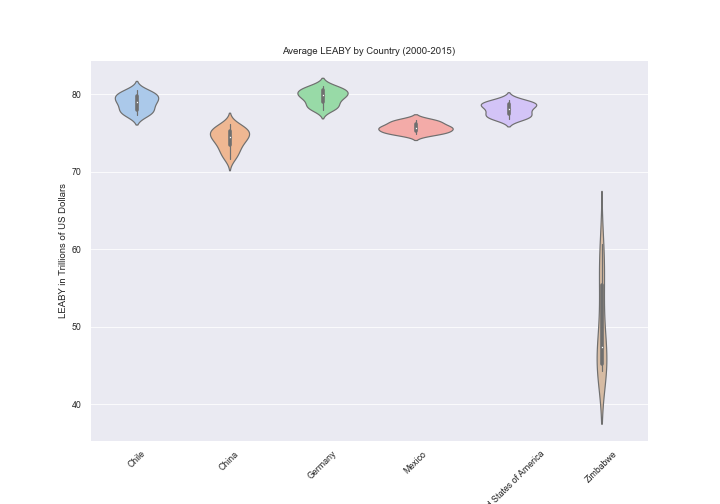 Average LEABY by Country (2000-2015)
LEABY in Trillions of US Dollars
80
70
60
50
40
Chile
China
Germany
Mexico
States of America
Zimbabwe